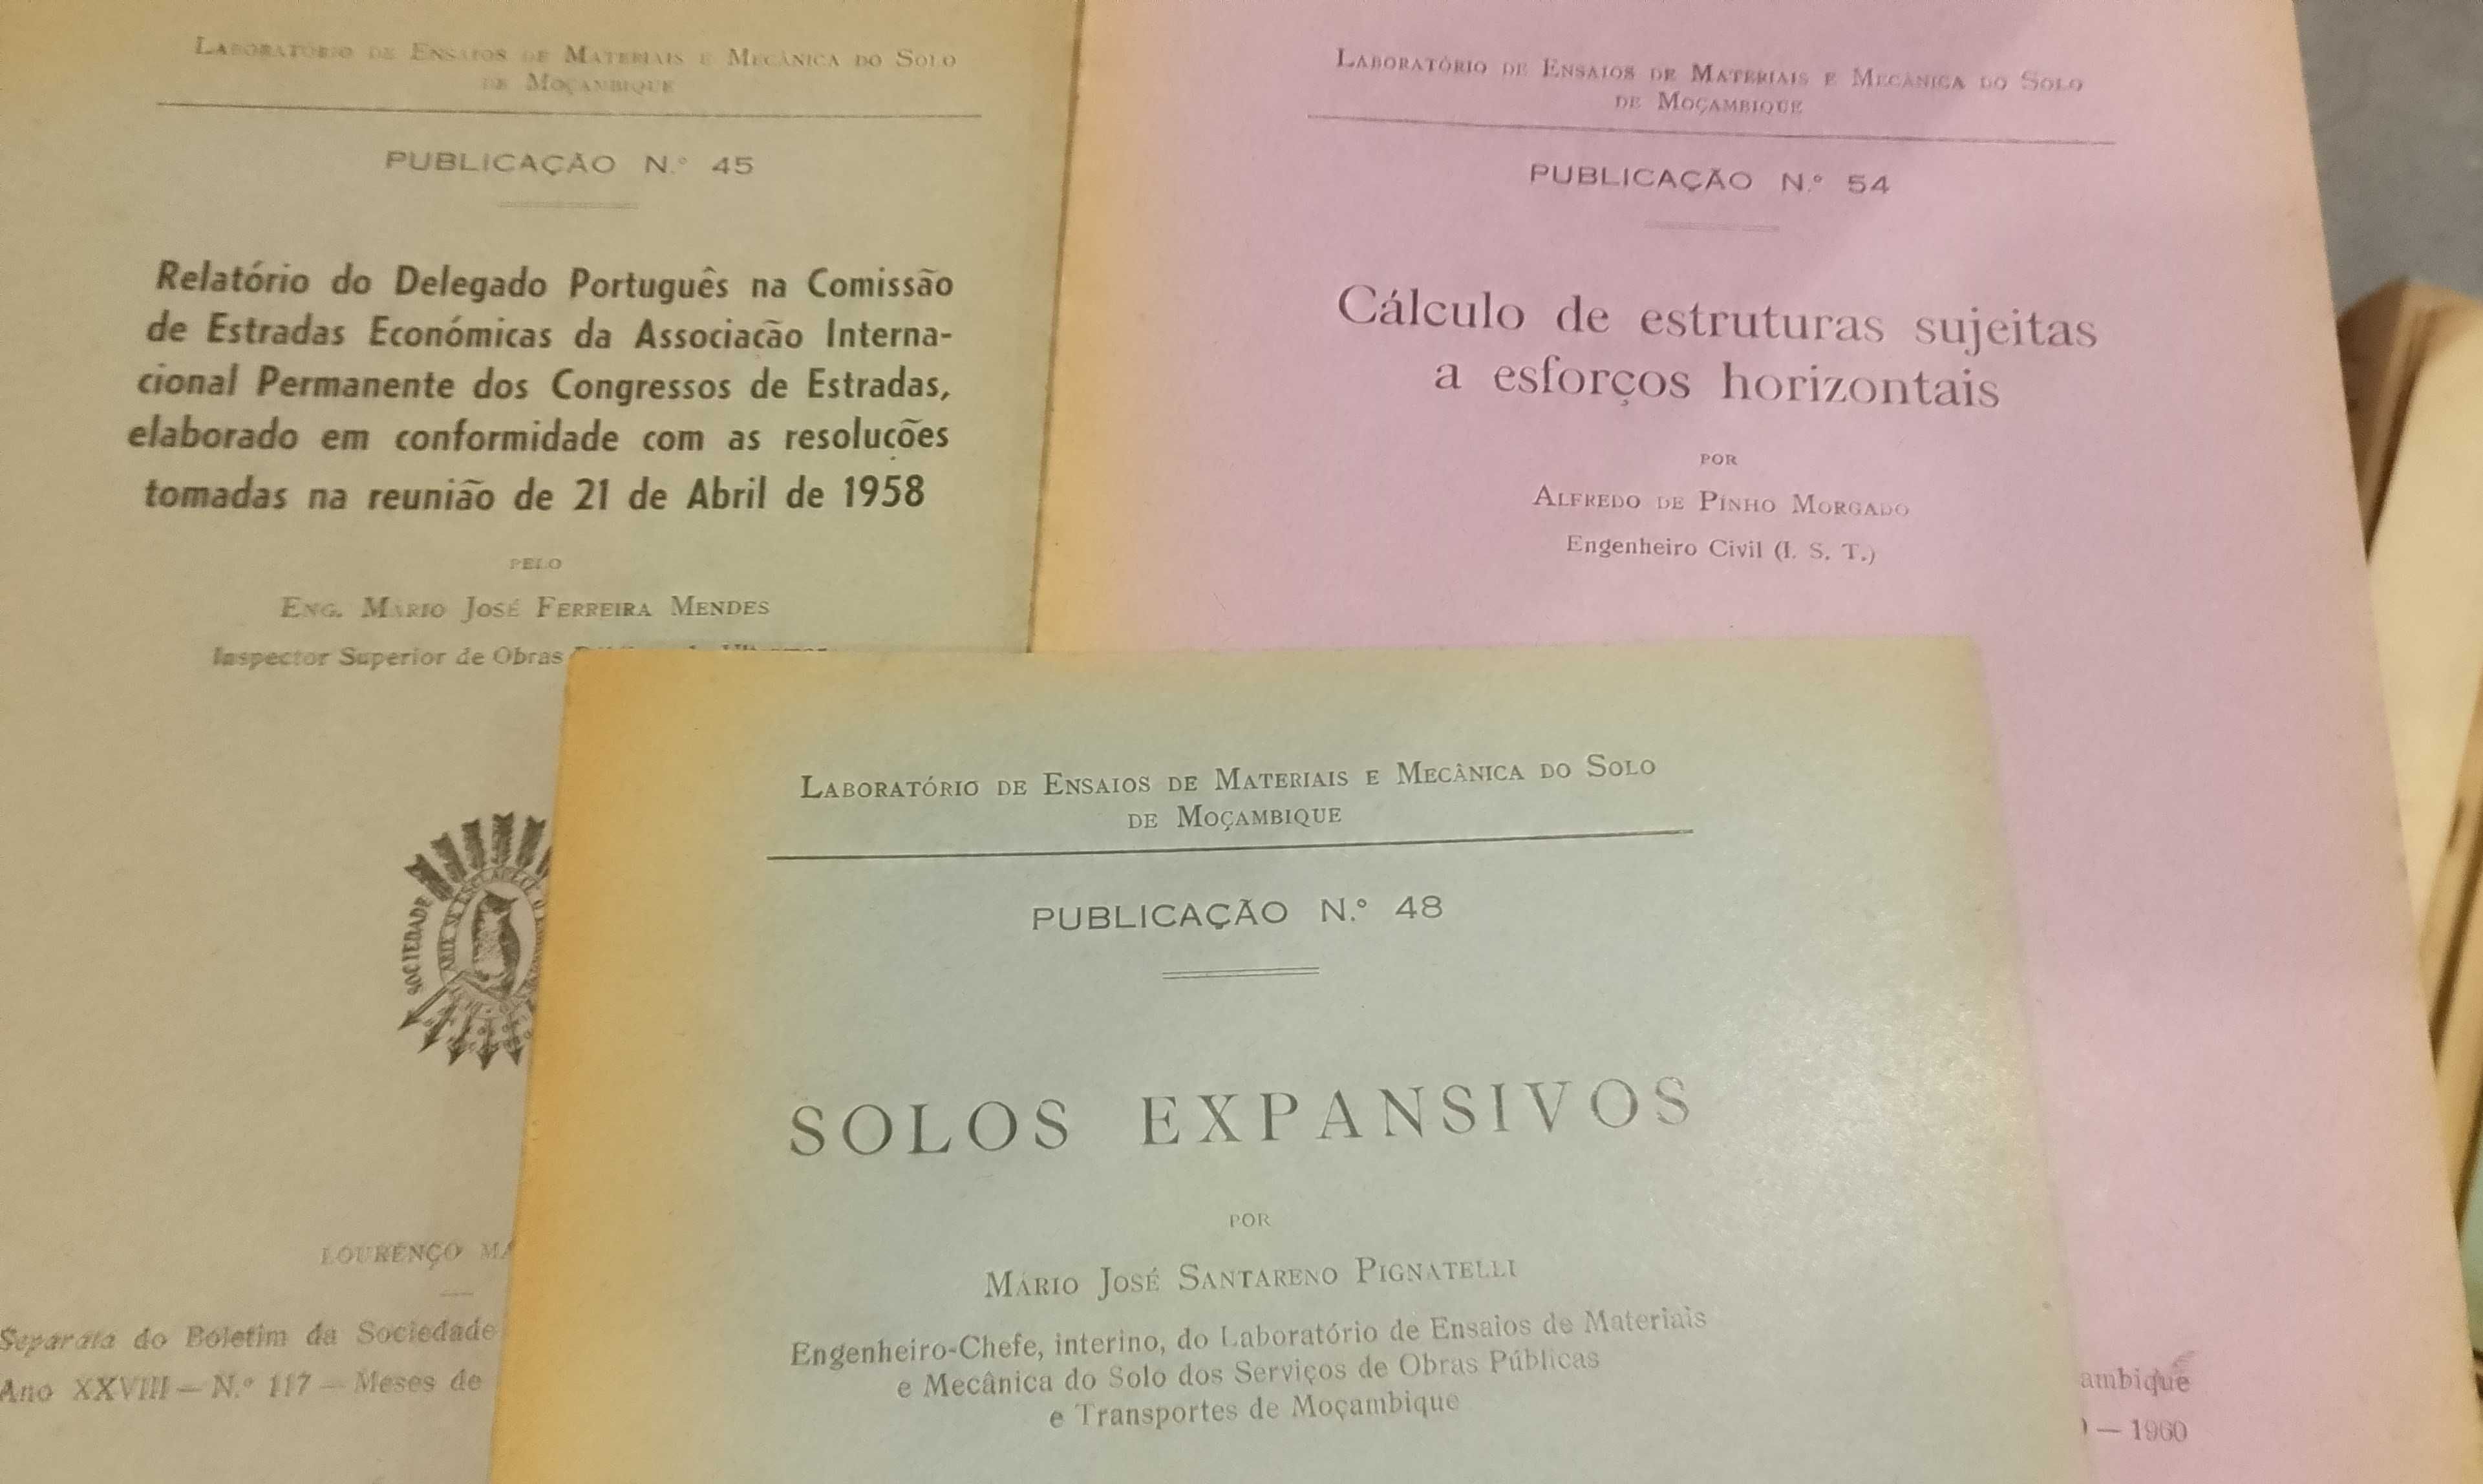 LABORATÓRIO DE ENSAIOS DE MATERIAIS E MECÂNICA DO SOLO
DE MOÇAMBIQUE
PUBLICAÇÃO N.º 45
Relatório do Delegado Português na Comissão
de Estradas Económicas da Associação Interna-
cional Permanente dos Congressos de Estradas,
elaborado em conformidade com as resoluções
tomadas na reunião de 21 de Abril de 1958
PELO
ENG. MÁRIO JOSÉ FERREIRA MENDES
Inspector Superior de Obras
SOCIEDADE
LOURENÇO
Separata do Boletim da Sociedade
Ano XXVIII — N.º 117 — Meses de
LABORATÓRIO DE ENSAIOS DE MATERIAIS E MECÂNICA DO SOLO
DE MOÇAMBIQUE
PUBLICAÇÃO N.º 54
Cálculo de estruturas sujeitas
a esforços horizontais
POR
ALFREDO DE PINHO MORGADO
Engenheiro Civil (I. S. T.)
ambique
— 1960
LABORATÓRIO DE ENSAIOS DE MATERIAIS E MECÂNICA DO SOLO
DE MOÇAMBIQUE
PUBLICAÇÃO N.º 48
SOLOS EXPANSIVOS
POR
MÁRIO JOSÉ SANTARENO PIGNATELLI
Engenheiro-Chefe, interino, do Laboratório de Ensaios de Materiais
e Mecânica do Solo dos Serviços de Obras Públicas
e Transportes de Moçambique